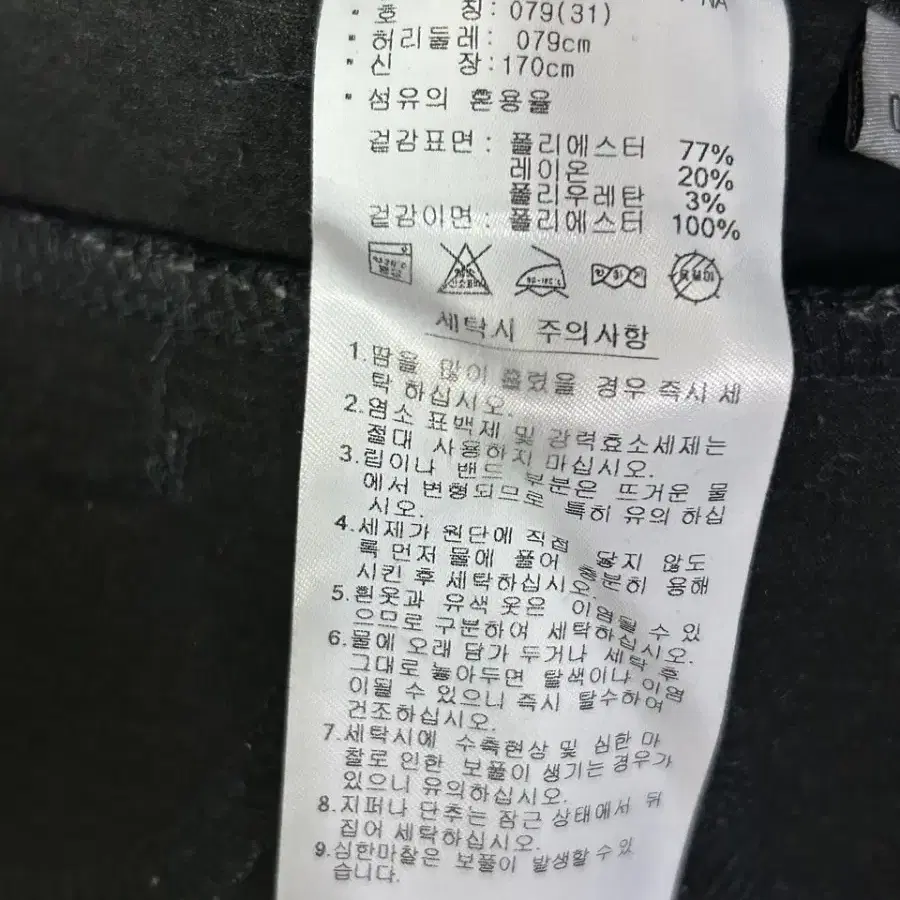 NA
· 호 칭 : 079(31)
· 허리둘레 : 079cm
· 신 장 : 170cm
· 섬유의 혼용율
겉감표면 : 폴리에스터 77%
레이온 20%
폴리우레탄 3%
겉감이면 : 폴리에스터 100%
세탁시 주의사항
1.땀을 많이 흘렸을 경우 즉시 세
탁 하십시오.
2.염소 표백제 및 강력효소세제는
절대 사용하지 마십시오.
3.립이나 밴드 부분은 뜨거운 물
에서 변형되므로 특히 유의 하십
시오.
4.세제가 원단에 직접 닿지 않도
록 먼저 물에 풀어 충분히 용해
시킨 후 세탁하십시오.
5.흰옷과 유색 옷은 이염될 수 있
으므로 구분하여 세탁하십시오.
6.물에 오래 담가 두거나 세탁 후
그대로 놓아두면 탈색이나 이염
이될 수 있으니 즉시 탈수하여
건조하십시오.
7.세탁시에 수축현상 및 심한 마
찰로 인한 보풀이 생기는 경우가
있으니 유의하십시오.
8.지퍼나 단추는 잠근 상태에서 뒤
집어 세탁하십시오.
9.심한마찰은 보풀이 발생할수있
습니다.